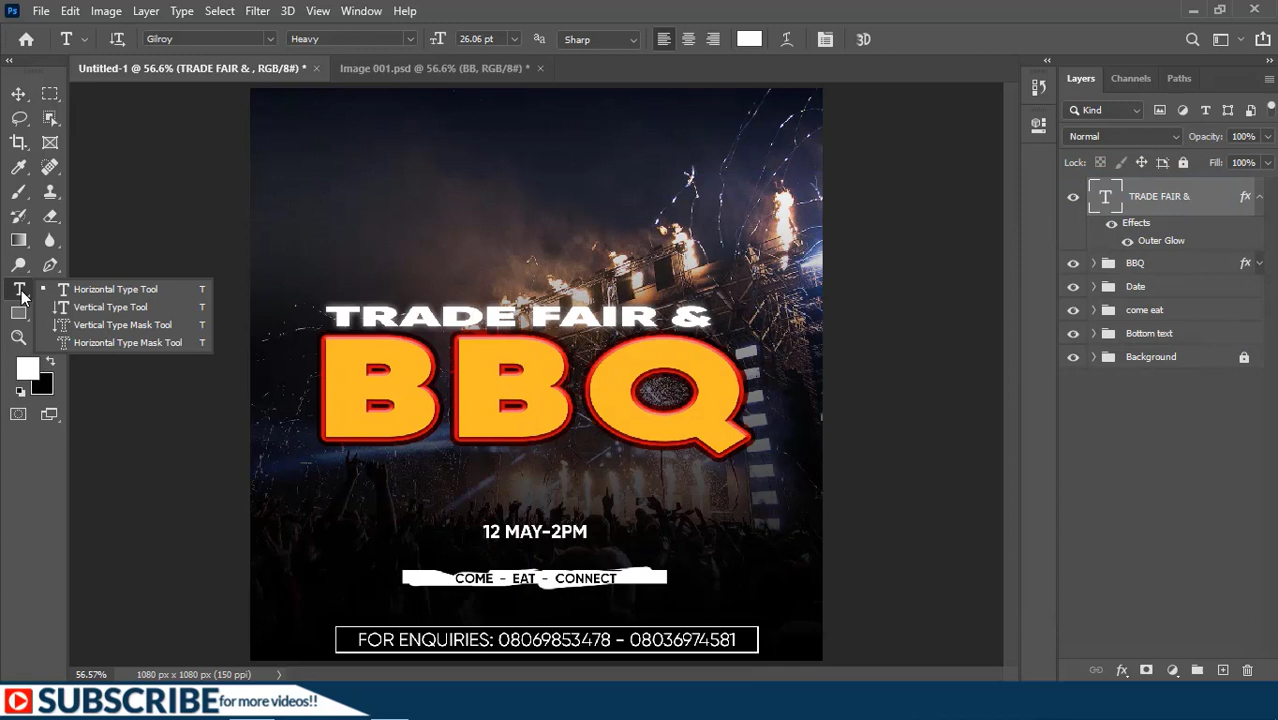 Ps File Edit Image Layer Type Select Filter 3D View Window Help
T Gilroy Heavy 26.06 pt aa Sharp 3D
Untitled-1 @ 56.6% (TRADE FAIR & , RGB/8#) * × Image 001.psd @ 56.6% (BB, RGB/8#) * ×
Layers Channels Paths
Kind
Normal Opacity: 100%
Lock: Fill: 100%
T TRADE FAIR & fx
Effects
Outer Glow
BBQ fx
Date
come eat
Bottom text
Background
T Horizontal Type Tool T
T Vertical Type Tool T
Vertical Type Mask Tool T
Horizontal Type Mask Tool T
TRADE FAIR &
BBQ
12 MAY-2PM
COME - EAT - CONNECT
FOR ENQUIRIES: 08069853478 - 08036974581
56.57% 1080 px x 1080 px (150 ppi)
SUBSCRIBE for more videos!!